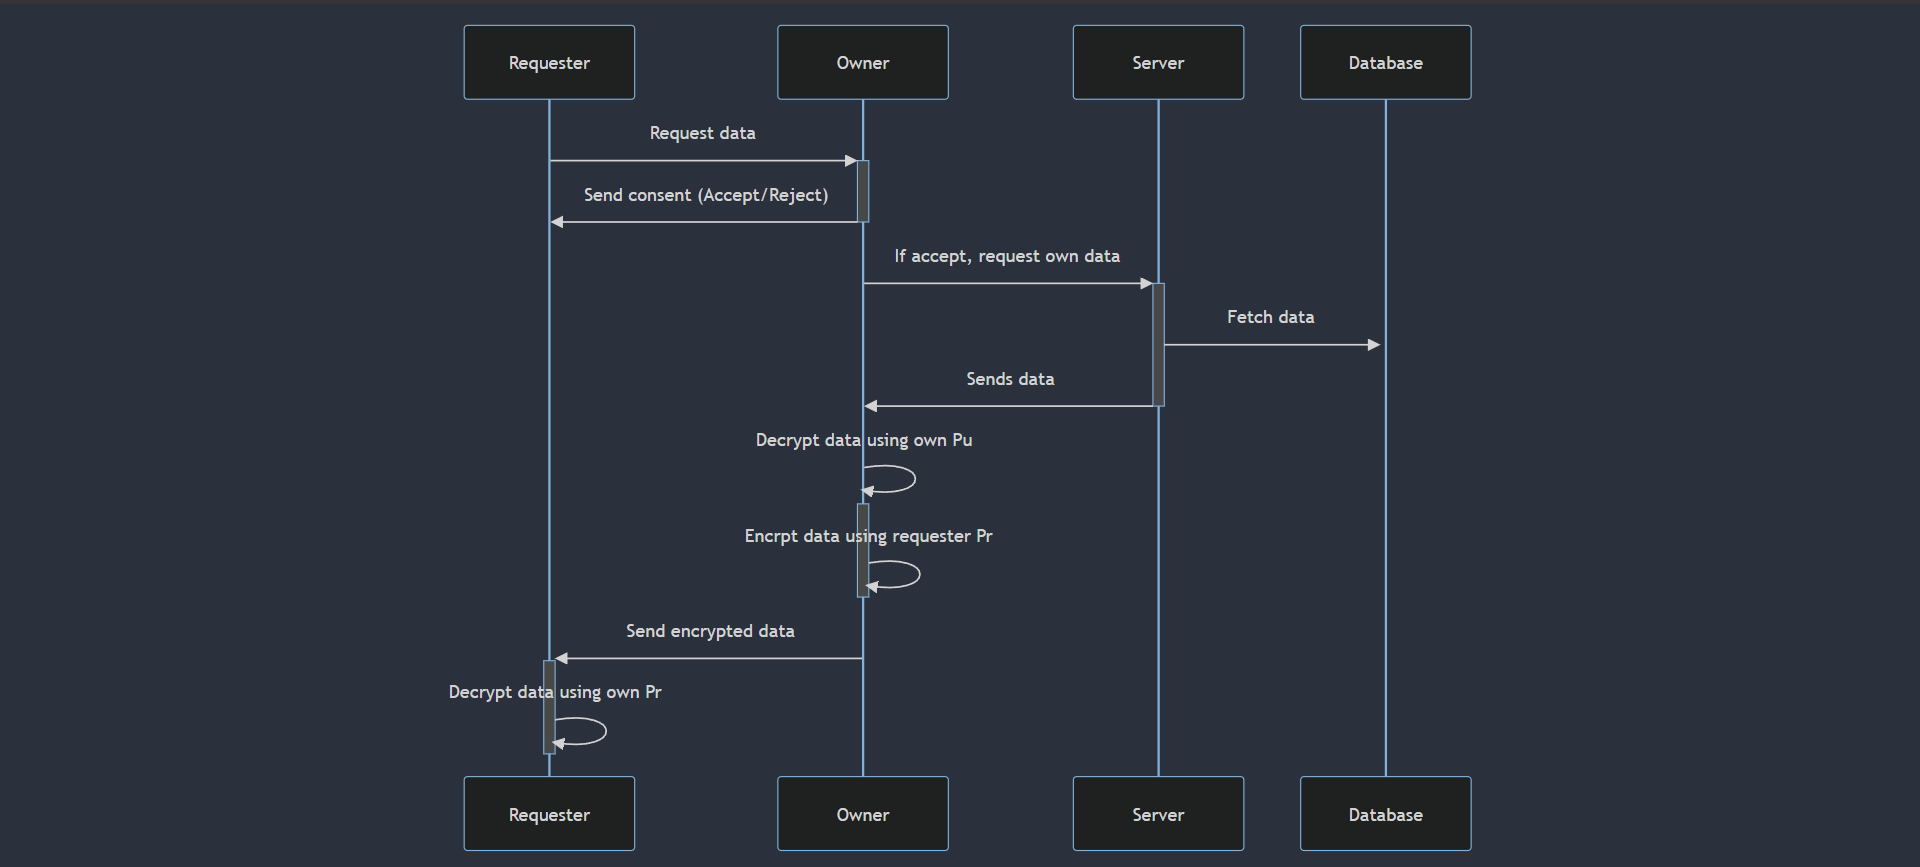 Requester
Owner
Server
Database
Request data
Send consent (Accept/Reject)
If accept, request own data
Fetch data
Sends data
Decrypt data using own Pu
Encrpt data using requester Pr
Send encrypted data
Decrypt data using own Pr
Requester
Owner
Server
Database